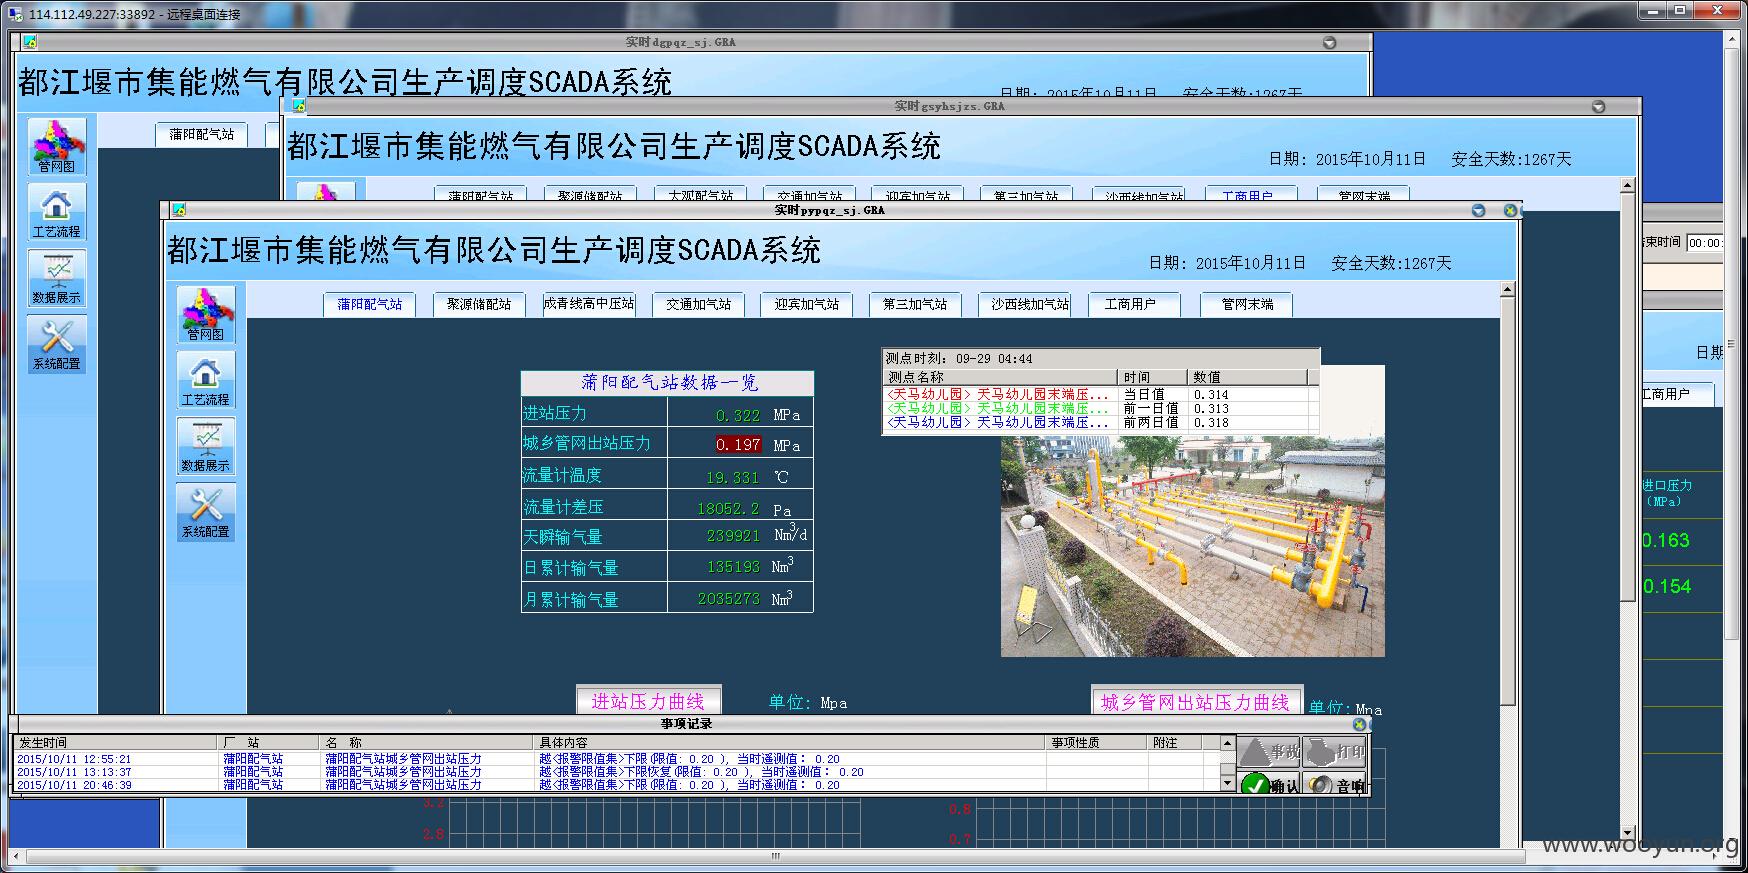 114.112.49.227:33892 - 远程桌面连接
实时dgpqz_sj.GRA
都江堰市集能燃气有限公司生产调度SCADA系统
日期: 2015年10月11日 安全天数:1267天
管网图
工艺流程
数据展示
系统配置
蒲阳配气站
实时gsyhsjzs.GRA
都江堰市集能燃气有限公司生产调度SCADA系统
日期: 2015年10月11日 安全天数:1267天
蒲阳配气站 聚源储配站 大观配气站 交通加气站 迎宾加气站 第三加气站 沙西线加气站 工商用户 管网末端
实时pypqz_sj.GRA
都江堰市集能燃气有限公司生产调度SCADA系统
日期: 2015年10月11日 安全天数:1267天
管网图
工艺流程
数据展示
系统配置
蒲阳配气站 聚源储配站 成青线高中压站 交通加气站 迎宾加气站 第三加气站 沙西线加气站 工商用户 管网末端
蒲阳配气站数据一览
进站压力 0.322 MPa
城乡管网出站压力 0.197 MPa
流量计温度 19.331 ℃
流量计差压 18052.2 Pa
天瞬输气量 239921 Nm3/d
日累计输气量 135193 Nm3
月累计输气量 2035273 Nm3
测点时刻: 09-29 04:44
测点名称 时间 数值
<天马幼儿园> 天马幼儿园末端压... 当日值 0.314
<天马幼儿园> 天马幼儿园末端压... 前一日值 0.313
<天马幼儿园> 天马幼儿园末端压... 前两日值 0.318
束时间 00:00:
日期
工商用户
进口压力
(MPa)
0.163
0.154
进站压力曲线 单位: Mpa
城乡管网出站压力曲线 单位: Mpa
事项记录
发生时间 厂 站 名 称 具体内容 事项性质 附注
2015/10/11 12:55:21 蒲阳配气站 蒲阳配气站城乡管网出站压力 越<报警限值集>下限(限值: 0.20 ), 当时遥测值: 0.20
2015/10/11 13:13:37 蒲阳配气站 蒲阳配气站城乡管网出站压力 越<报警限值集>下限恢复(限值: 0.20 ), 当时遥测值: 0.20
2015/10/11 20:46:39 蒲阳配气站 蒲阳配气站城乡管网出站压力 越<报警限值集>下限(限值: 0.20 ), 当时遥测值: 0.20
事故 打印
确认 音响
3.2
2.8
0.8
0.7
www.wooyun.org